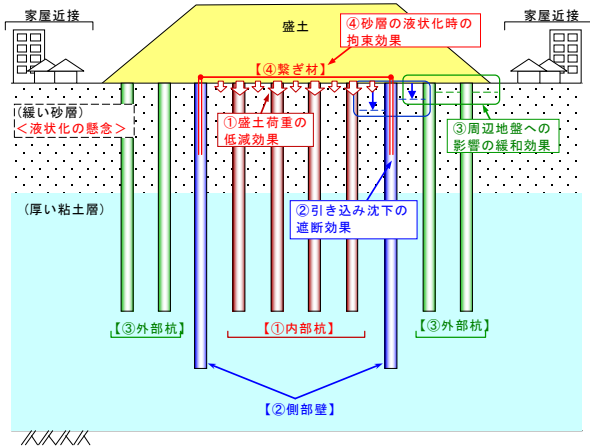 家屋近接
盛土
④砂層の液状化時の
拘束効果
家屋近接
【④繋ぎ材】
(緩い砂層)
＜液状化の懸念＞
①盛土荷重の
低減効果
③周辺地盤への
影響の緩和効果
(厚い粘土層)
②引き込み沈下の
遮断効果
【③外部杭】
【①内部杭】
【③外部杭】
【②側部壁】